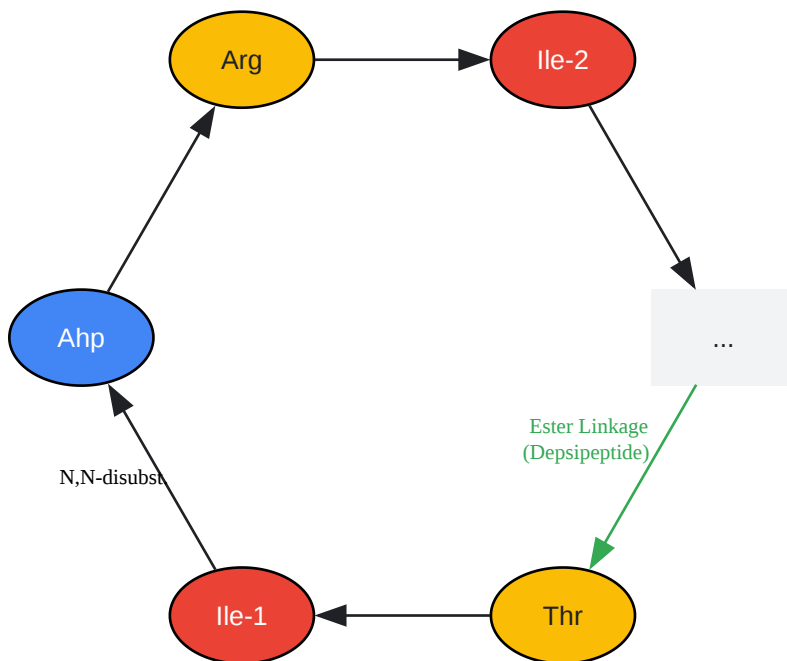 Arg
Ile-2
Ahp
...
Ester Linkage
(Depsipeptide)
N,N-disubst.
Ile-1
Thr